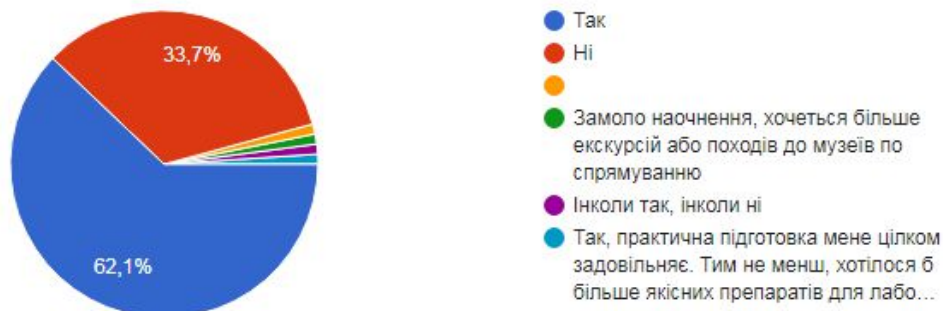 33,7%
62,1%
Так
Ні
Замоло наочнення, хочеться більше
екскурсій або походів до музеїв по
спрямуванню
Інколи так, інколи ні
Так, практична підготовка мене цілком
задовільняє. Тим не менш, хотілося б
більше якісних препаратів для лабо…